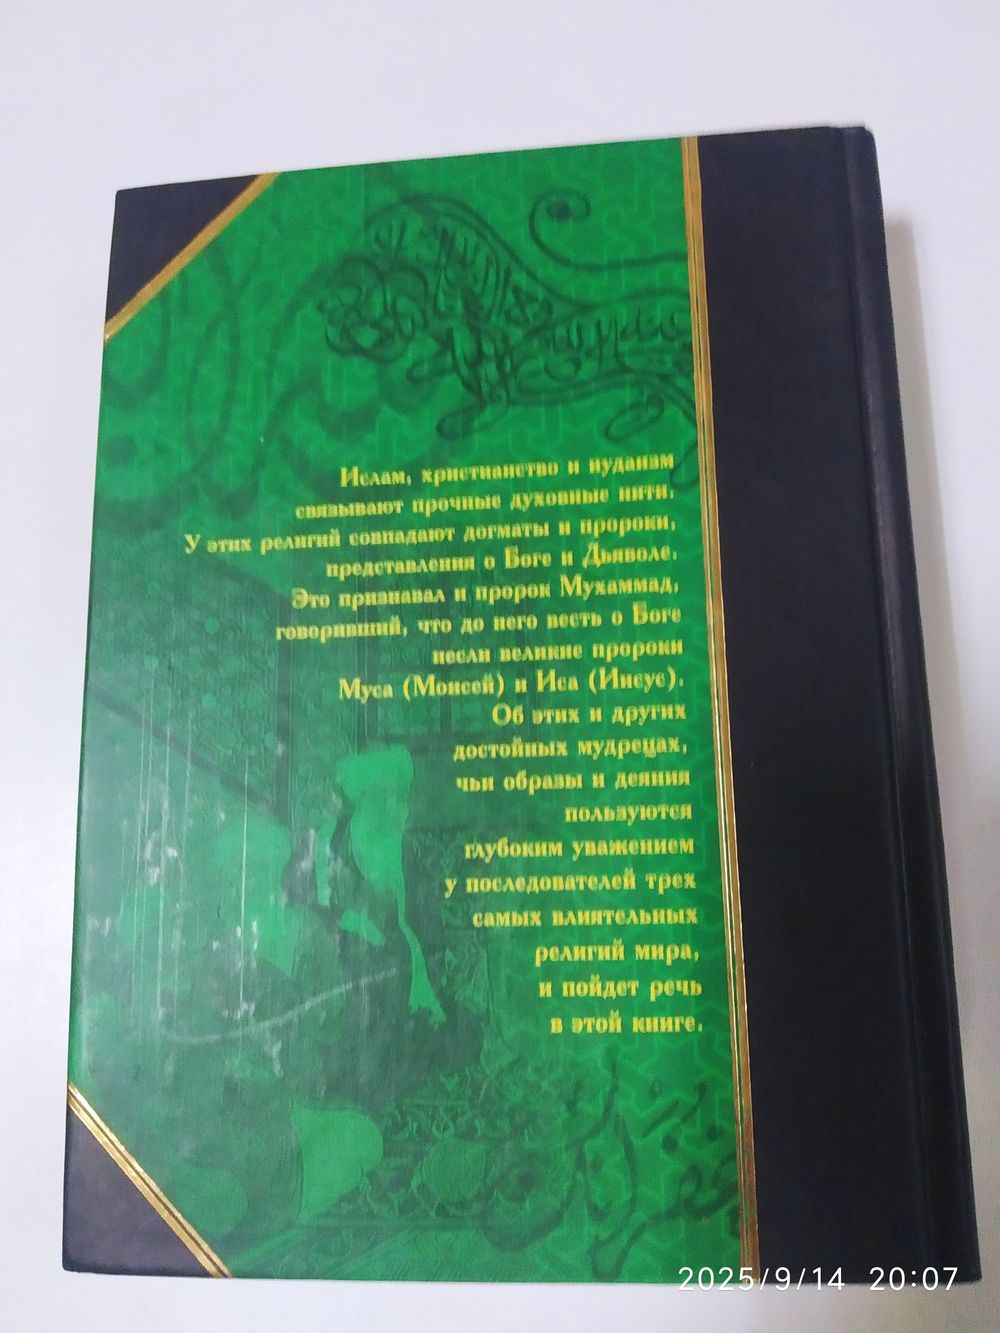 Ислам, христианство и иудаизм
связывают прочные духовные нити.
У этих религий совпадают догматы и пророки,
представления о Боге и Дьяволе.
Это признавал и пророк Мухаммад,
говоривший, что до него весть о Боге
несли великие пророки
Муса (Моисей) и Иса (Иисус).
Об этих и других
достойных мудрецах,
чьи образы и деяния
пользуются
глубоким уважением
у последователей трех
самых влиятельных
религий мира,
и пойдет речь
в этой книге.
2025/9/14 20:07